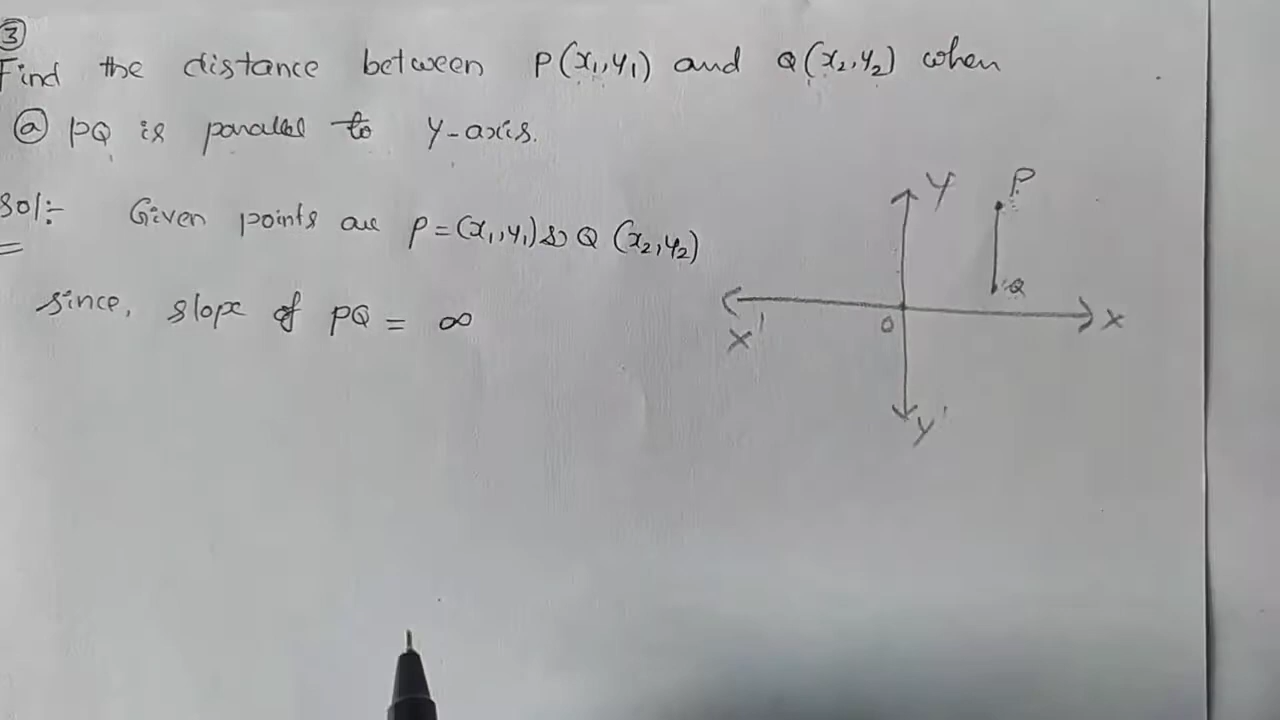 ③
Find the distance between P(x₁,y₁) and Q(x₂,y₂) when
ⓐ PQ is parallel to Y-axis.
Sol:- Given points are P=(x₁,y₁) & Q (x₂,y₂)
since, slope of PQ = ∞
Y
P
Q
X'
O
X
Y'